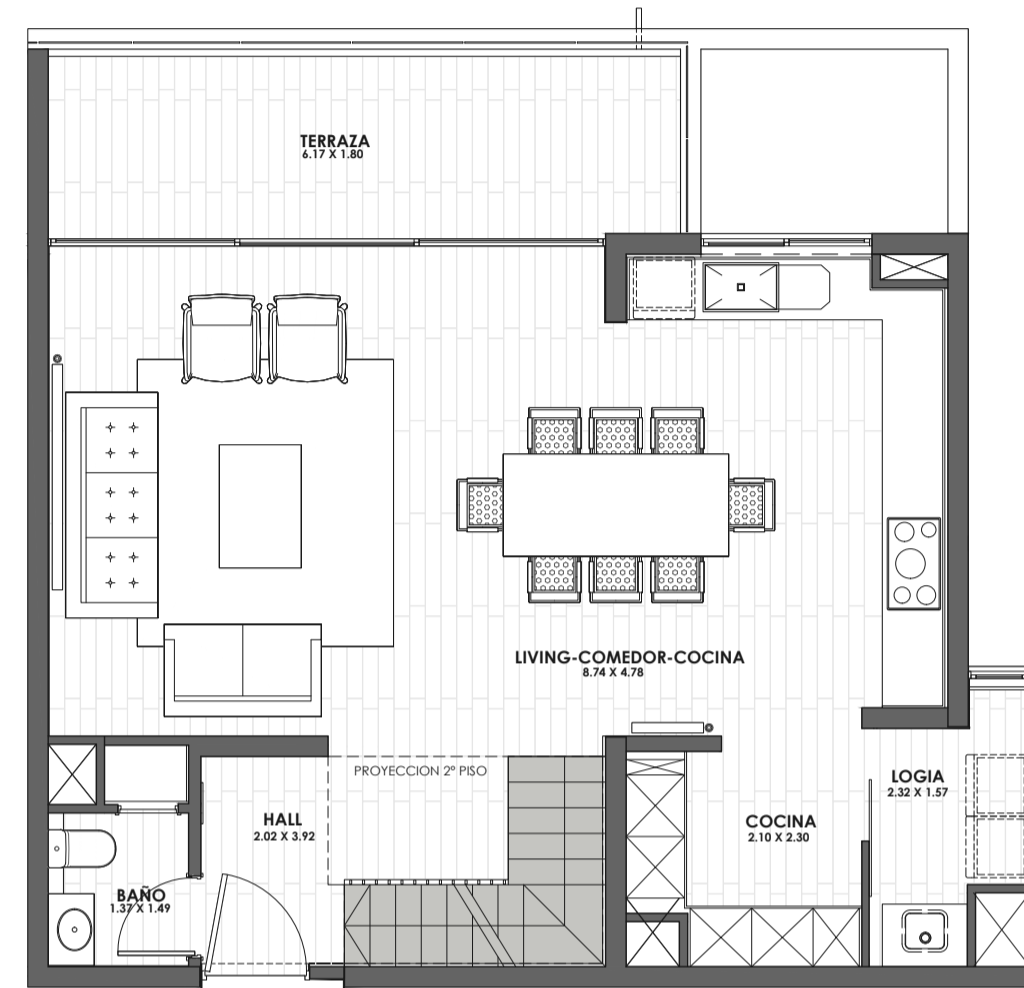 TERRAZA
6.17 X 1.80
LIVING-COMEDOR-COCINA
8.74 X 4.78
PROYECCION 2º PISO
HALL
2.02 X 3.92
COCINA
2.10 X 2.30
LOGIA
2.32 X 1.57
BAÑO
1.37 X 1.49